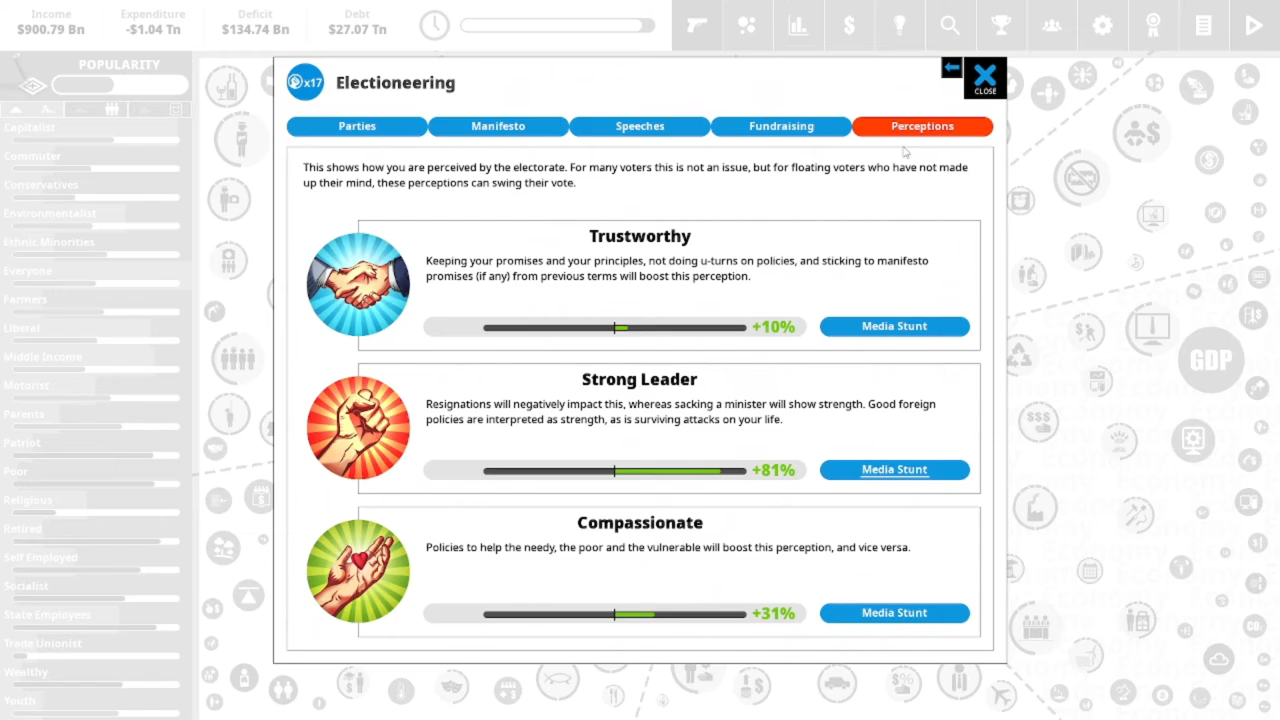 Income
$900.79 Bn
Expenditure
-$1.04 Tn
Deficit
$134.74 Bn
Debt
$27.07 Tn
POPULARITY
Capitalist
Commuter
Conservatives
Environmentalist
Ethnic Minorities
Everyone
Farmers
Liberal
Middle Income
Motorist
Parents
Patriot
Poor
Religious
Retired
Self Employed
Socialist
State Employees
Trade Unionist
Wealthy
Youth
x17
Electioneering
CLOSE
Parties
Manifesto
Speeches
Fundraising
Perceptions
This shows how you are perceived by the electorate. For many voters this is not an issue, but for floating voters who have not made
up their mind, these perceptions can swing their vote.
Trustworthy
Keeping your promises and your principles, not doing u-turns on policies, and sticking to manifesto
promises (if any) from previous terms will boost this perception.
+10%
Media Stunt
Strong Leader
Resignations will negatively impact this, whereas sacking a minister will show strength. Good foreign
policies are interpreted as strength, as is surviving attacks on your life.
+81%
Media Stunt
Compassionate
Policies to help the needy, the poor and the vulnerable will boost this perception, and vice versa.
+31%
Media Stunt
GDP